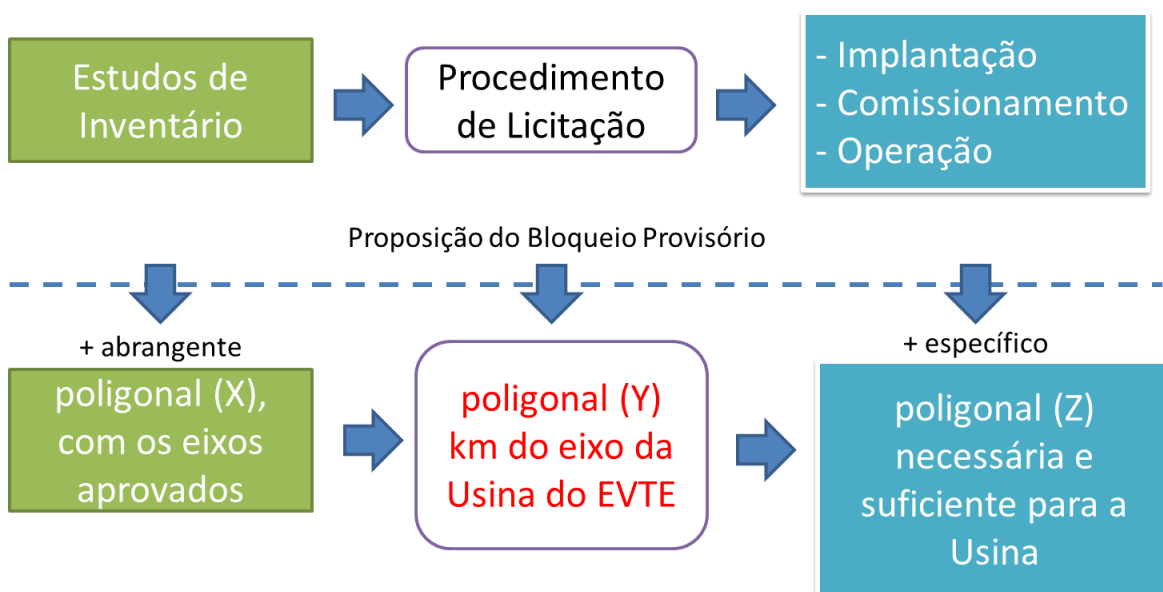 Estudos de
Inventário
Procedimento
de Licitação
- Implantação
- Comissionamento
- Operação
Proposição do Bloqueio Provisório
+ abrangente
poligonal (X),
com os eixos
aprovados
poligonal (Y)
km do eixo da
Usina do EVTE
+ específico
poligonal (Z)
necessária e
suficiente para a
Usina